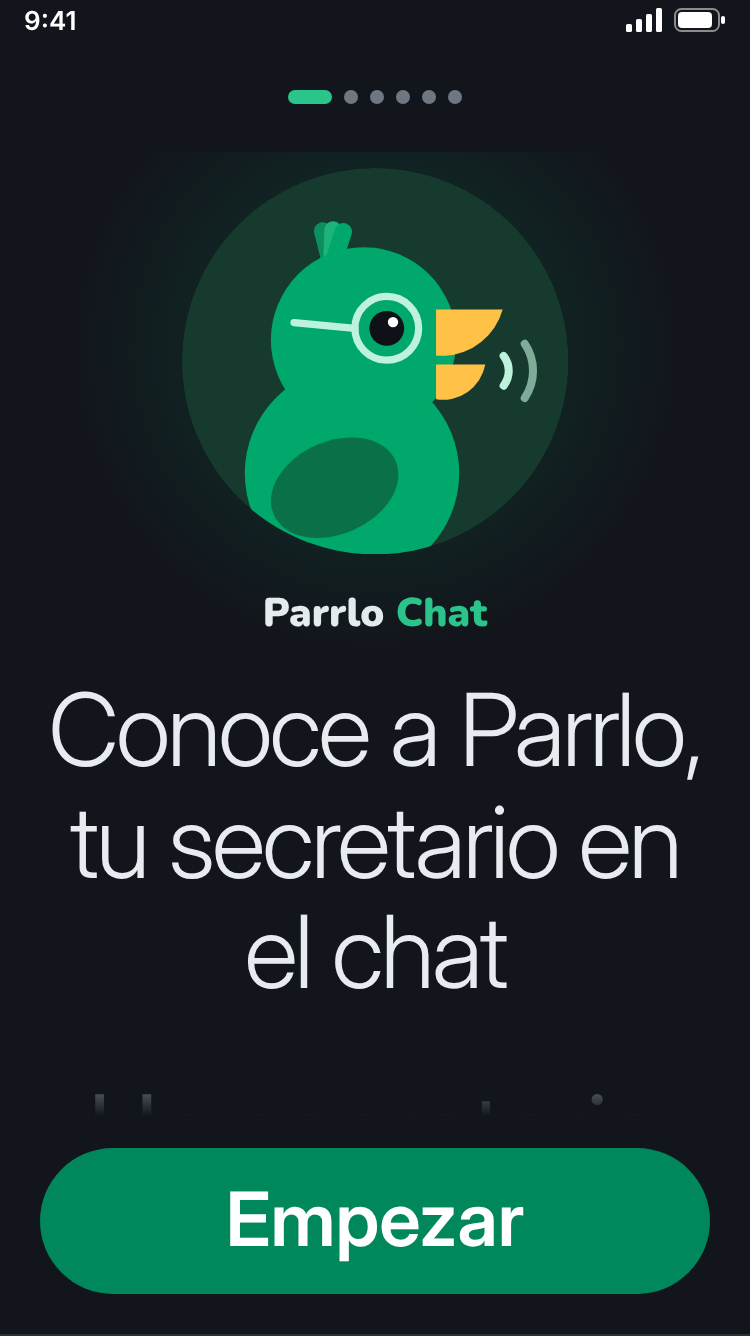 9:41
Parrlo Chat
Conoce a Parrlo,
tu secretario en
el chat
Empezar